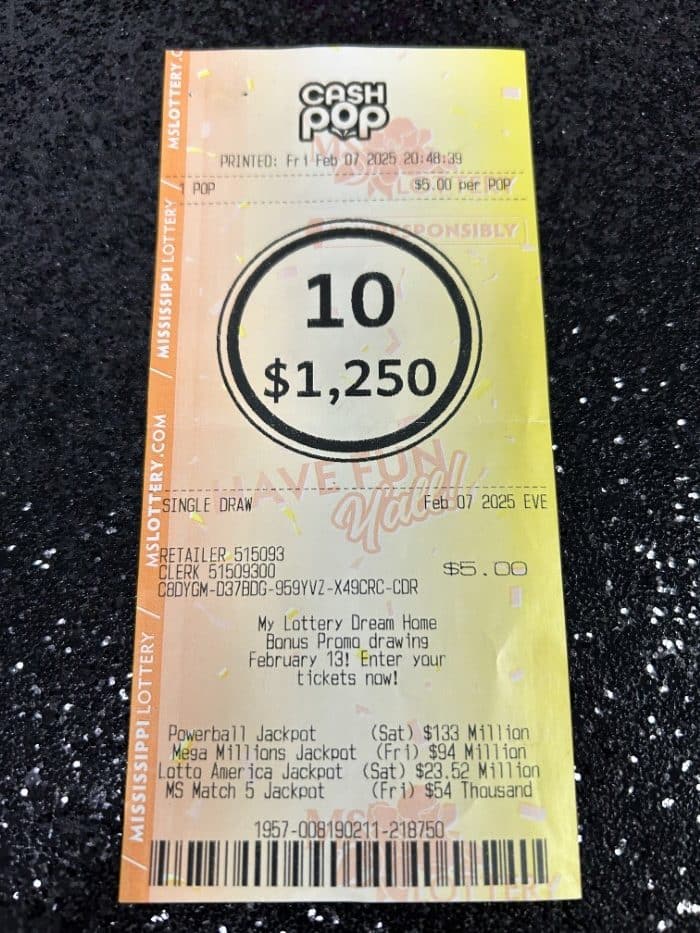 CASH
POP
PRINTED: Fri Feb 07 2025 20:48:39
1 POP $5.00 per POP
RESPONSIBLY
10
$1,250
HAVE FUN
Y'all!
SINGLE DRAW Feb 07 2025 EVE
RETAILER 515093
CLERK 51509300 $5.00
C8DYGM-D37BDG-959YVZ-X49CRC-CDR
My Lottery Dream Home
Bonus Promo drawing
February 13! Enter your
tickets now!
Powerball Jackpot (Sat) $133 Million
Mega Millions Jackpot (Fri) $94 Million
Lotto America Jackpot (Sat) $23.52 Million
MS Match 5 Jackpot (Fri) $54 Thousand
1957-008190211-218750
MS
LOTTERY
MISSISSIPPI LOTTERY / MSLOTTERY.COM / MISSISSIPPI LOTTERY / MSLOTTERY.C